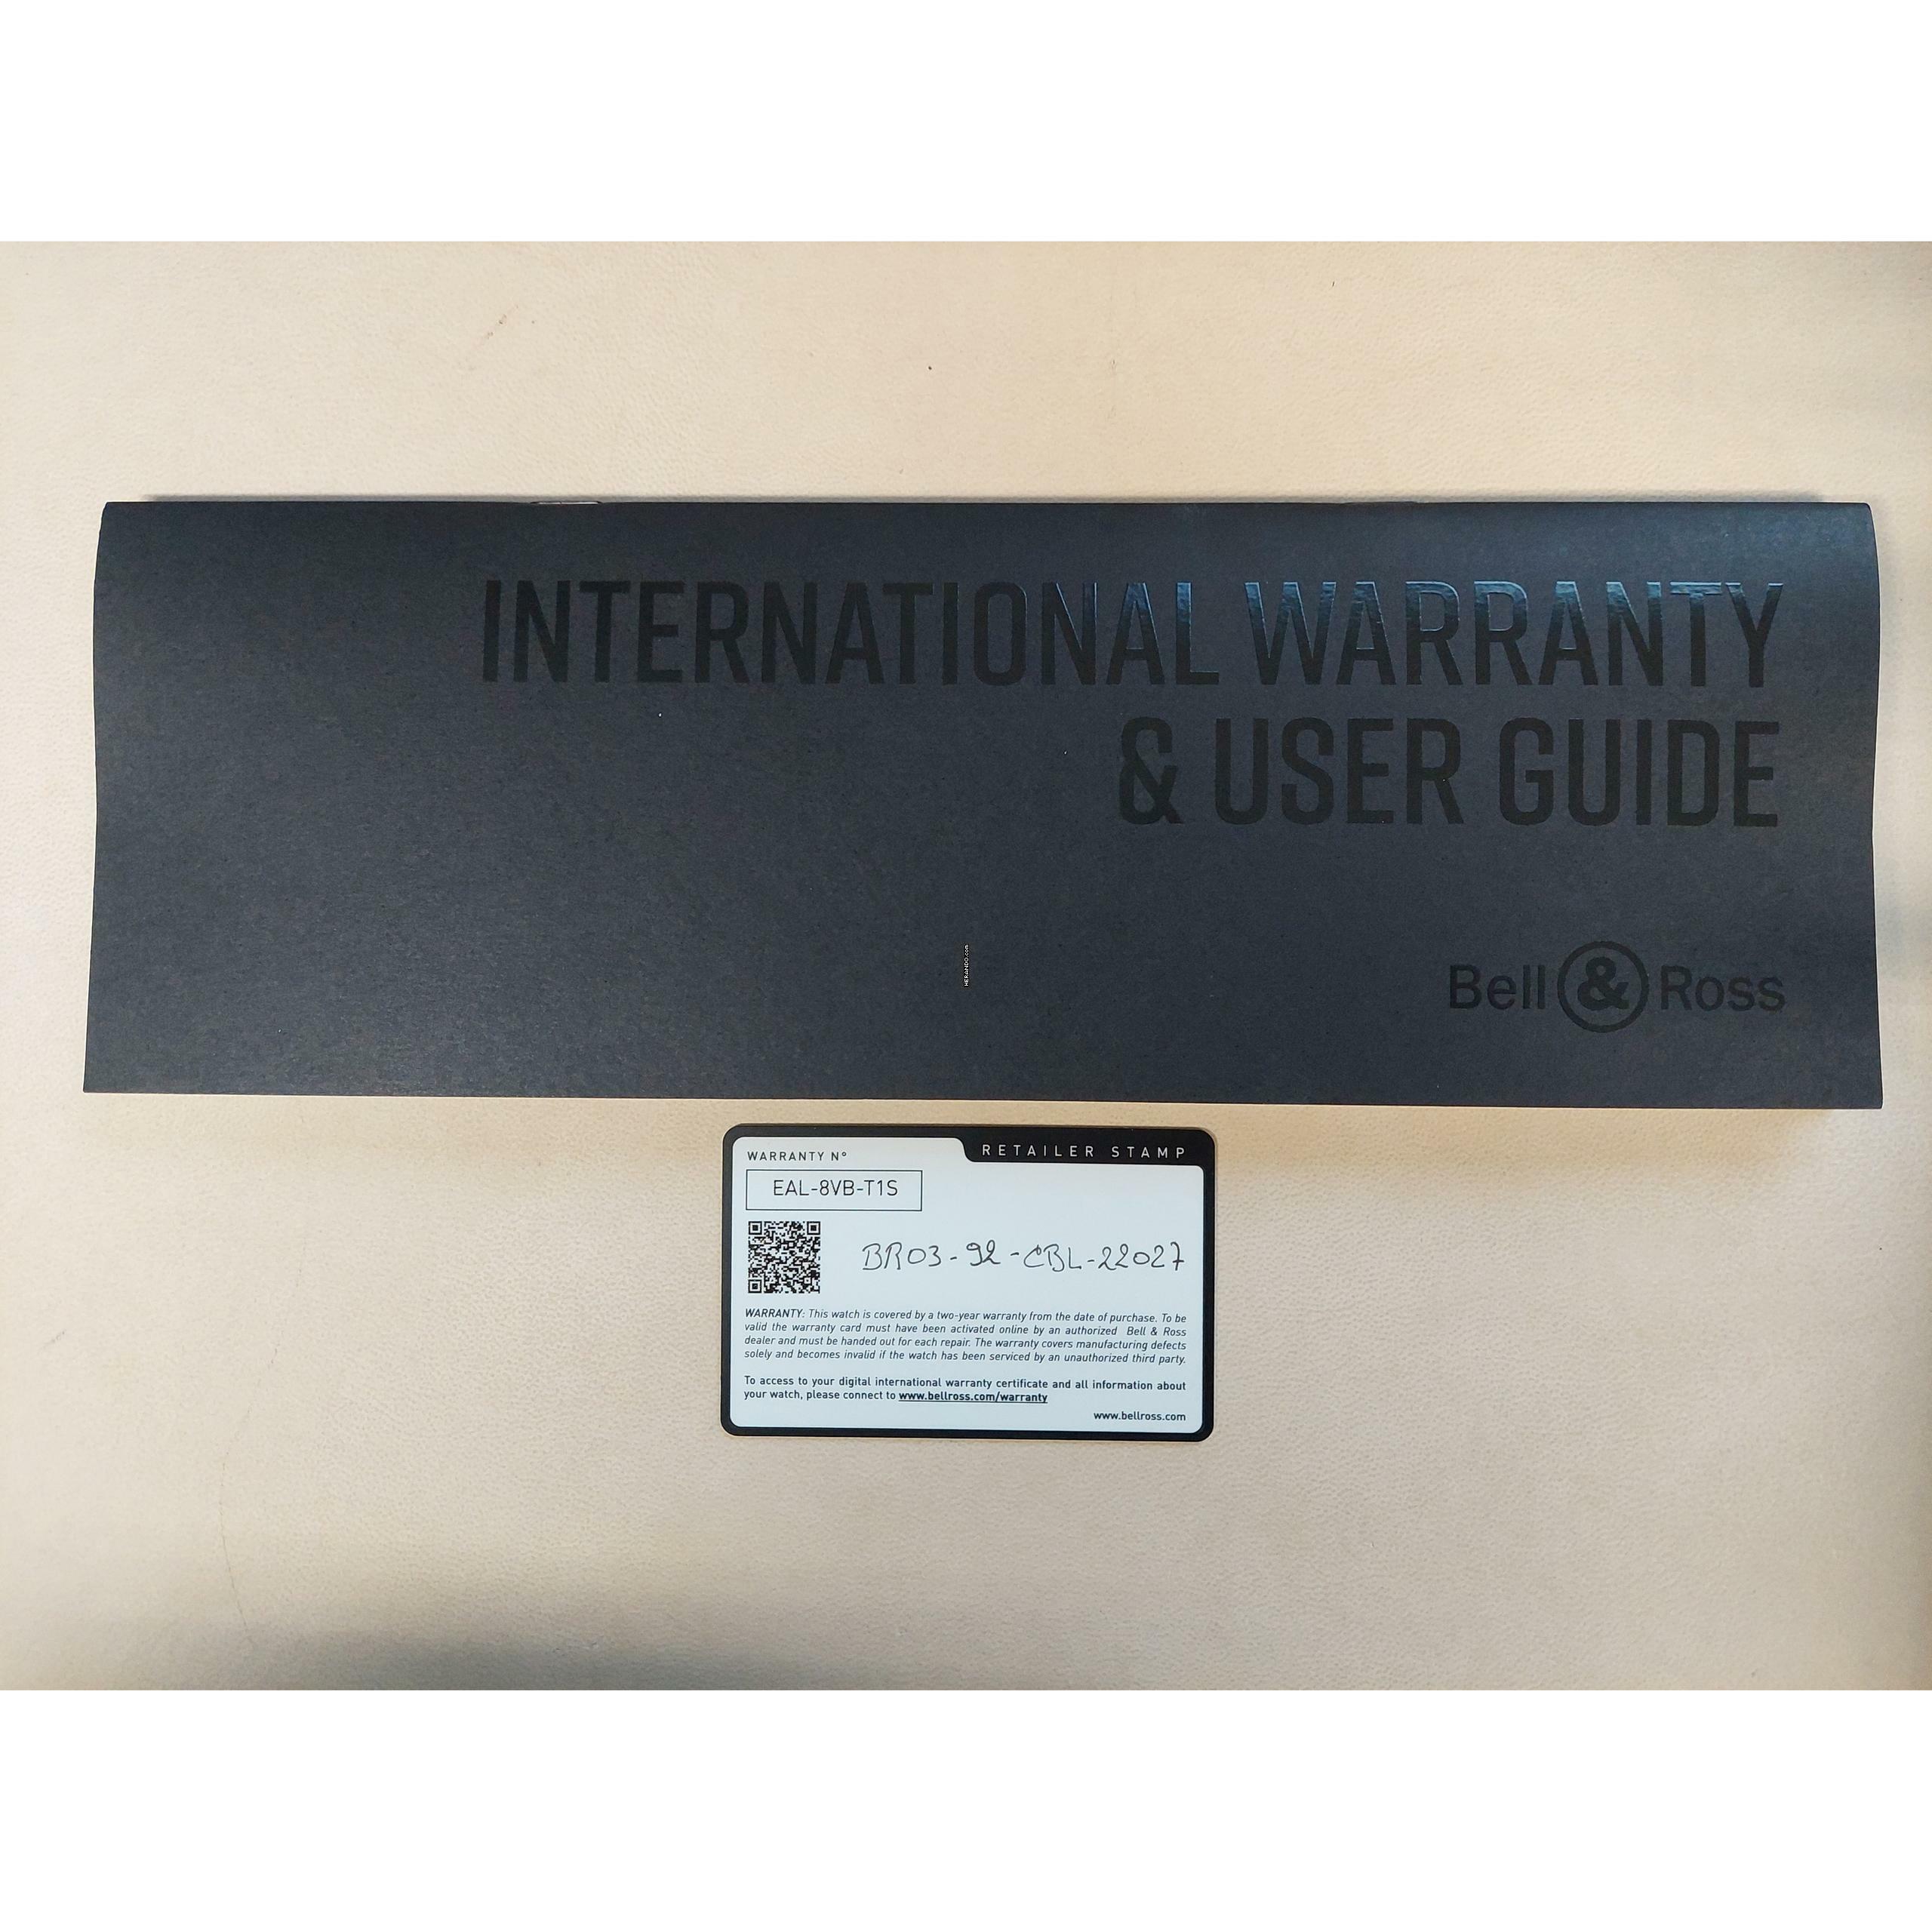 INTERNATIONAL WARRANTY
& USER GUIDE
HERANDO.com
Bell & Ross
RETAILER STAMP
WARRANTY N°
EAL-8VB-T1S
BR03-92-CBL-22027
WARRANTY: This watch is covered by a two-year warranty from the date of purchase. To be
valid the warranty card must have been activated online by an authorized Bell & Ross
dealer and must be handed out for each repair. The warranty covers manufacturing defects
solely and becomes invalid if the watch has been serviced by an unauthorized third party.
To access to your digital international warranty certificate and all information about
your watch, please connect to www.bellross.com/warranty
www.bellross.com